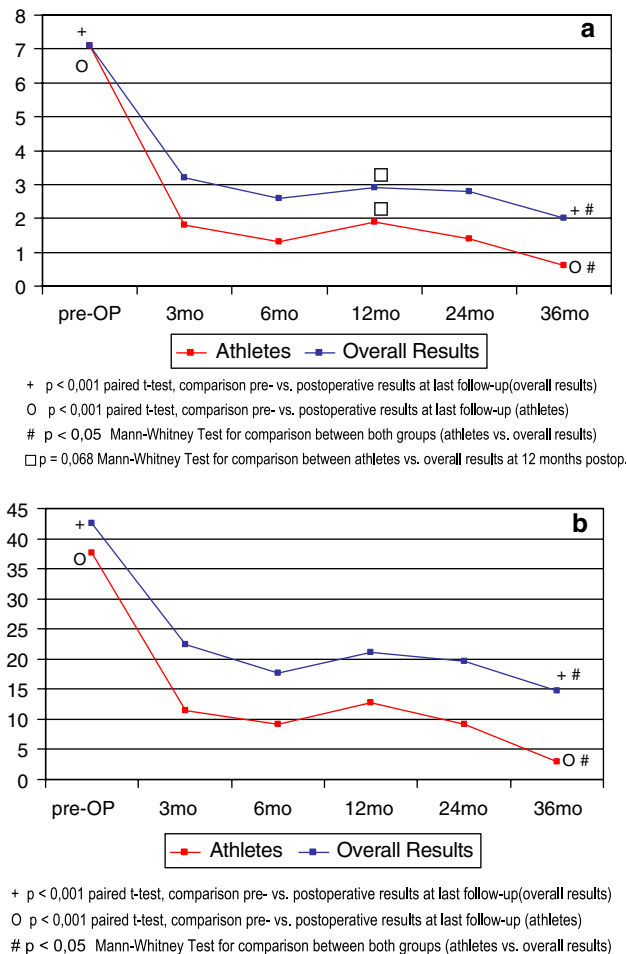 a
8
7
6
5
4
3
2
1
0
+
O
□
□
+ #
O #
pre-OP 3mo 6mo 12mo 24mo 36mo
Athletes Overall Results
+ p < 0,001 paired t-test, comparison pre- vs. postoperative results at last follow-up(overall results)
O p < 0,001 paired t-test, comparison pre- vs. postoperative results at last follow-up (athletes)
# p < 0,05 Mann-Whitney Test for comparison between both groups (athletes vs. overall results)
□ p = 0,068 Mann-Whitney Test for comparison between athletes vs. overall results at 12 months postop.
b
45
40
35
30
25
20
15
10
5
0
+
O
+ #
O #
pre-OP 3mo 6mo 12mo 24mo 36mo
Athletes Overall Results
+ p < 0,001 paired t-test, comparison pre- vs. postoperative results at last follow-up(overall results)
O p < 0,001 paired t-test, comparison pre- vs. postoperative results at last follow-up (athletes)
# p < 0,05 Mann-Whitney Test for comparison between both groups (athletes vs. overall results)